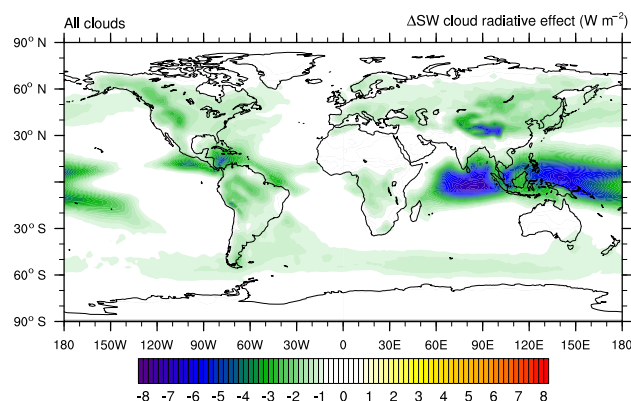 All clouds ΔSW cloud radiative effect (W m⁻²)
90° N
60° N
30° N
0°
30° S
60° S
90° S
180 150W 120W 90W 60W 30W 0 30E 60E 90E 120E 150E 180
-8 -7 -6 -5 -4 -3 -2 -1 0 1 2 3 4 5 6 7 8